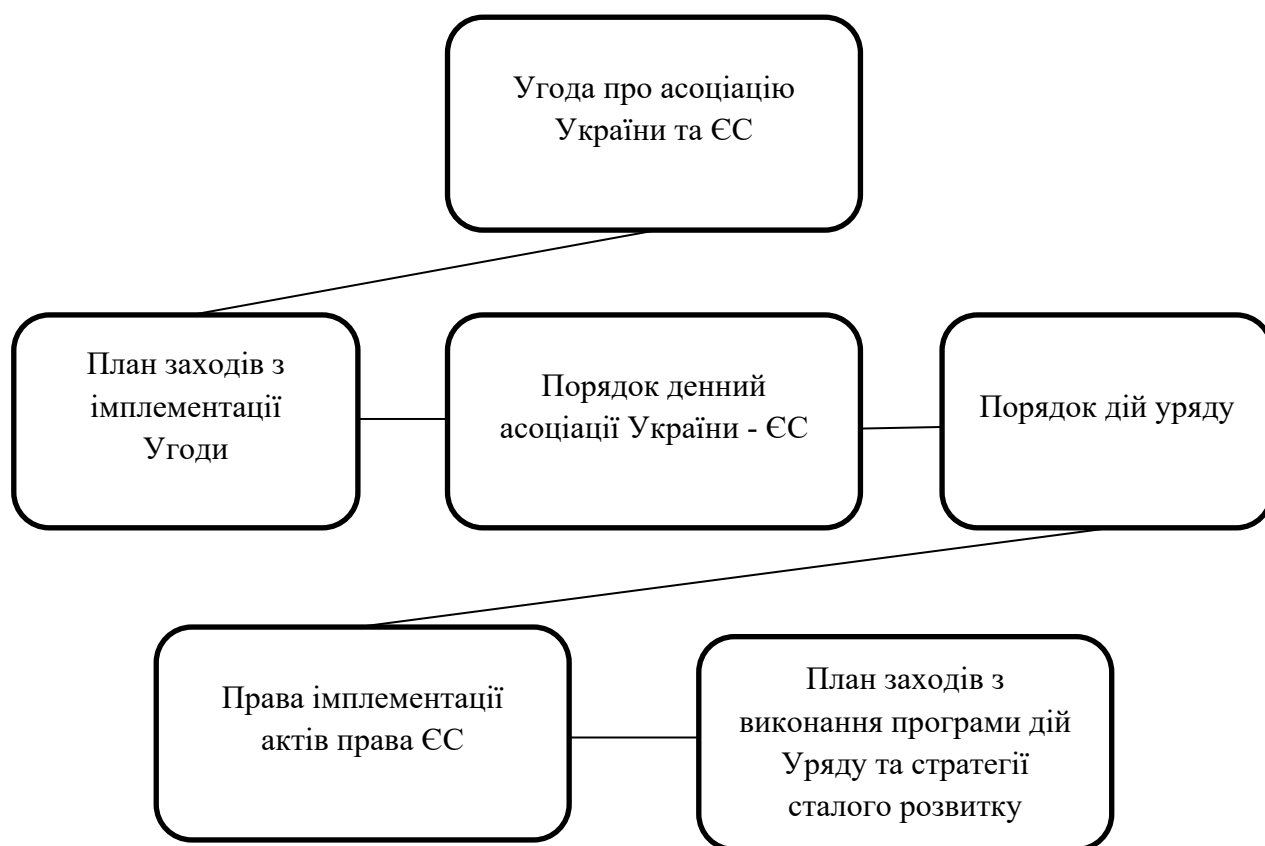 Угода про асоціацію
України та ЄС
План заходів з
імплементації
Угоди
Порядок денний
асоціації України - ЄС
Порядок дій уряду
Права імплементації
актів права ЄС
План заходів з
виконання програми дій
Уряду та стратегії
сталого розвитку